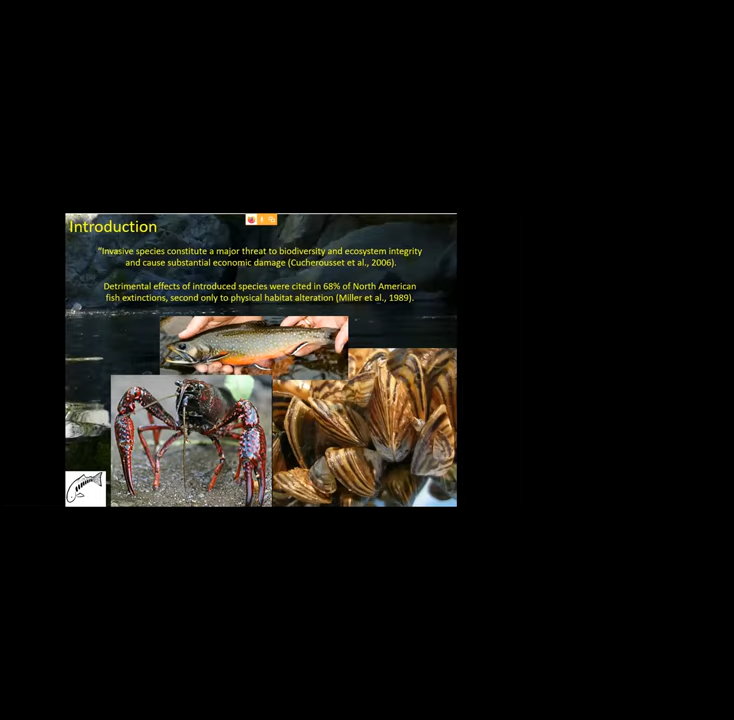 Introduction
"Invasive species constitute a major threat to biodiversity and ecosystem integrity
and cause substantial economic damage (Cucherousset et al., 2006).
Detrimental effects of introduced species were cited in 68% of North American
fish extinctions, second only to physical habitat alteration (Miller et al., 1989).